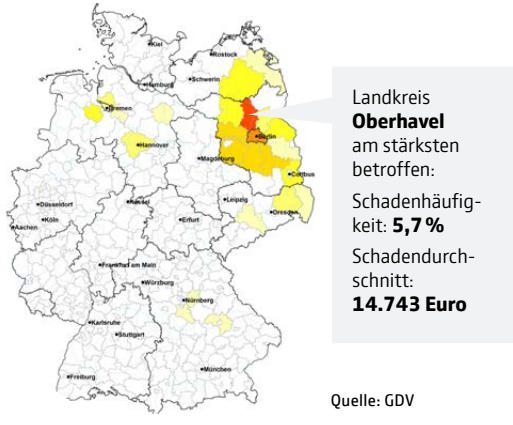 Kiel
Rostock
Hamburg
Schwerin
Bremen
Berlin
Hannover
Magdeburg
Cottbus
Düsseldorf
Kassel
Leipzig
Köln
Erfurt
Dresden
Aachen
Frankfurt am Main
Würzburg
Nürnberg
Karlsruhe
Stuttgart
München
Freiburg
Landkreis
Oberhavel
am stärksten
betroffen:
Schadenhäufig-
keit: 5,7 %
Schadendurch-
schnitt:
14.743 Euro
Quelle: GDV